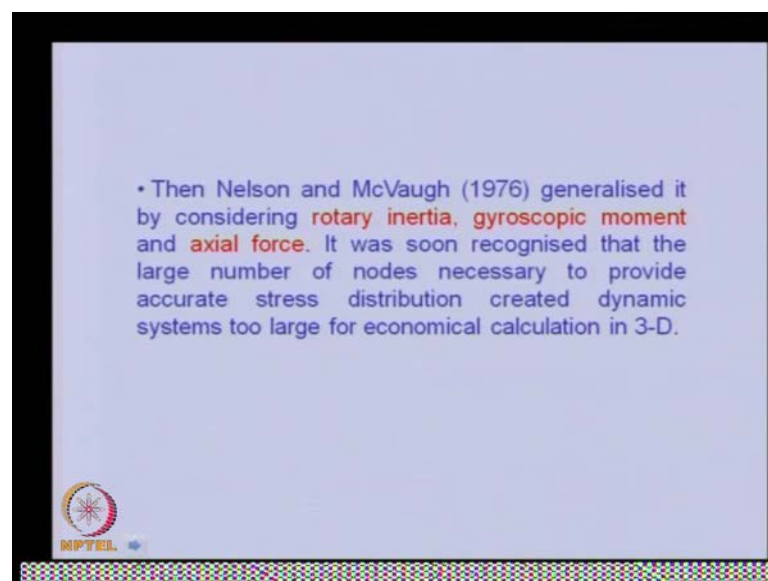 • Then Nelson and McVaugh (1976) generalised it
by considering rotary inertia, gyroscopic moment
and axial force. It was soon recognised that the
large number of nodes necessary to provide
accurate stress distribution created dynamic
systems too large for economical calculation in 3-D.
NPTEL